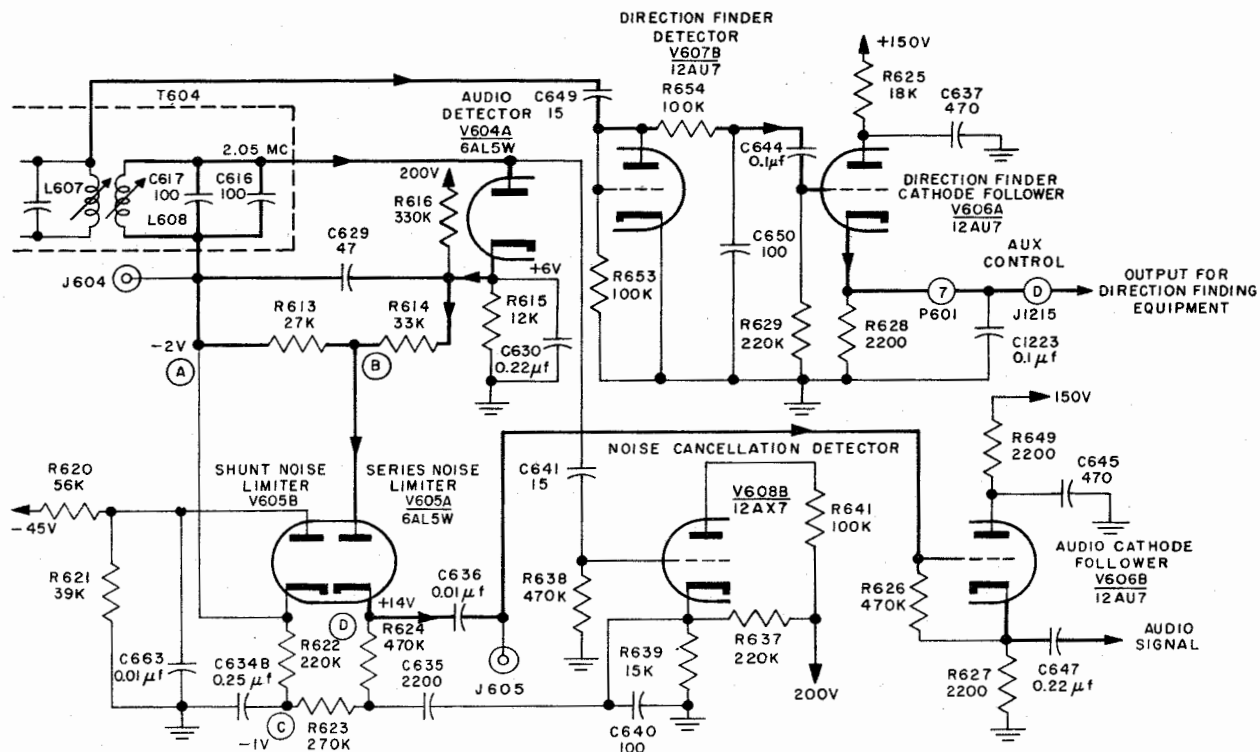 DIRECTION FINDER
DETECTOR
V607B
12AU7
+150V
R625
18K
C637
470
T604
C649
15
R654
100K
AUDIO
DETECTOR
V604A
6AL5W
2.05 MC
C617
100
C616
100
L607
L608
200V
R616
330K
C644
0.1μf
DIRECTION FINDER
CATHODE FOLLOWER
V606A
12AU7
C629
47
+6V
J604
R613
27K
R614
33K
R615
12K
C630
0.22μf
R653
100K
C650
100
R629
220K
R628
2200
AUX
CONTROL
7
P601
D
J1215
OUTPUT FOR
DIRECTION FINDING
EQUIPMENT
C1223
0.1μf
-2V
A
B
150V
NOISE CANCELLATION DETECTOR
R649
2200
C645
470
R620
56K
-45V
SHUNT NOISE
LIMITER
V605B
SERIES NOISE
LIMITER
V605A
6AL5W
C641
15
V608B
12AX7
R641
100K
R621
39K
+14V
C636
0.01μf
R638
470K
R626
470K
AUDIO CATHODE
FOLLOWER
V606B
12AU7
D
R622
220K
R624
470K
J605
R639
15K
R637
220K
200V
AUDIO
SIGNAL
C663
0.01μf
C634B
0.25μf
C635
2200
C640
100
R627
2200
C647
0.22μf
C
-1V
R623
270K